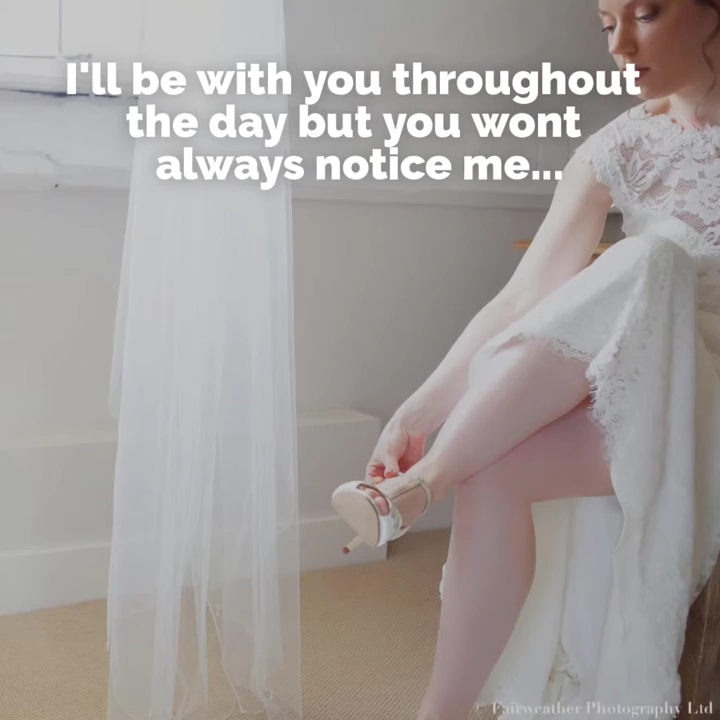 I'll be with you throughout
the day but you wont
always notice me...
© Fairweather Photography Ltd